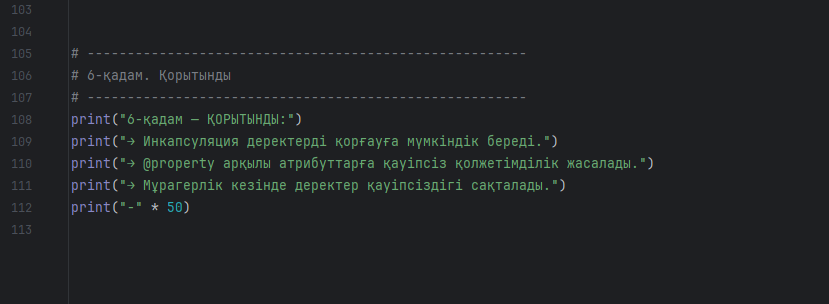 103
104
105 # -------------------------------------------------------
106 # 6-қадам. Қорытынды
107 # -------------------------------------------------------
108 print("6-қадам — ҚОРЫТЫНДЫ:")
109 print("→ Инкапсуляция деректерді қорғауға мүмкіндік береді.")
110 print("→ @property арқылы атрибуттарға қауіпсіз қолжетімділік жасалады.")
111 print("→ Мұрагерлік кезінде деректер қауіпсіздігі сақталады.")
112 print("-" * 50)
113